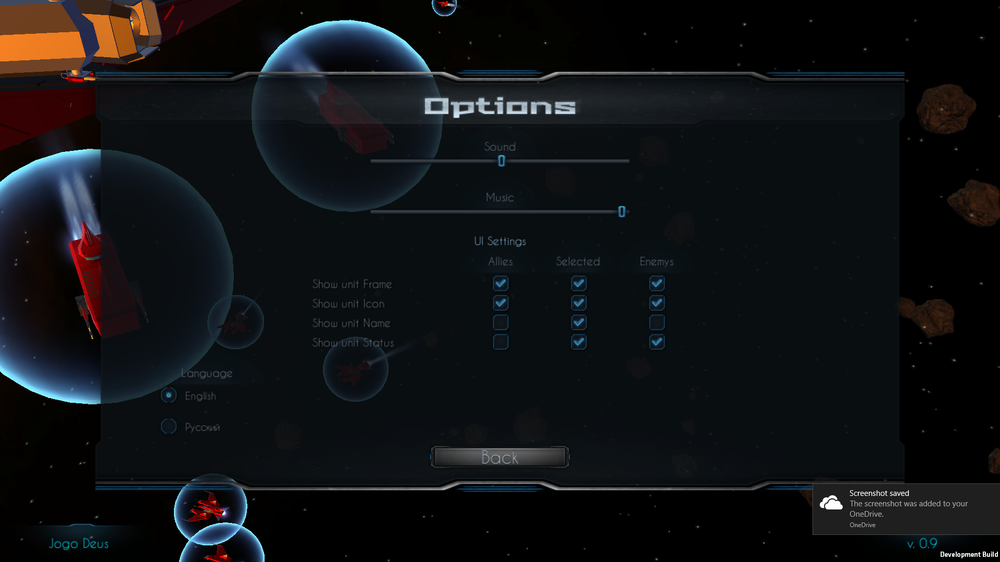 Options
Sound
Music
UI Settings
Allies Selected Enemys
Show unit Frame
Show unit Icon
Show unit Name
Show unit Status
Language
English
Русский
Back
Screenshot saved
The screenshot was added to your
OneDrive.
OneDrive
Jogo Deus
v. 0.9
Development Build